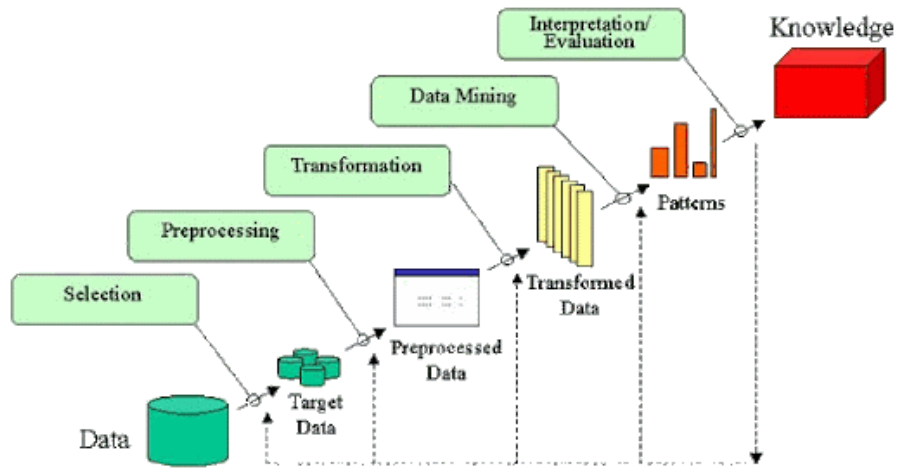 Interpretation/
Evaluation
Knowledge
Data Mining
Transformation
Patterns
Preprocessing
Transformed
Data
Selection
Preprocessed
Data
Target
Data
Data